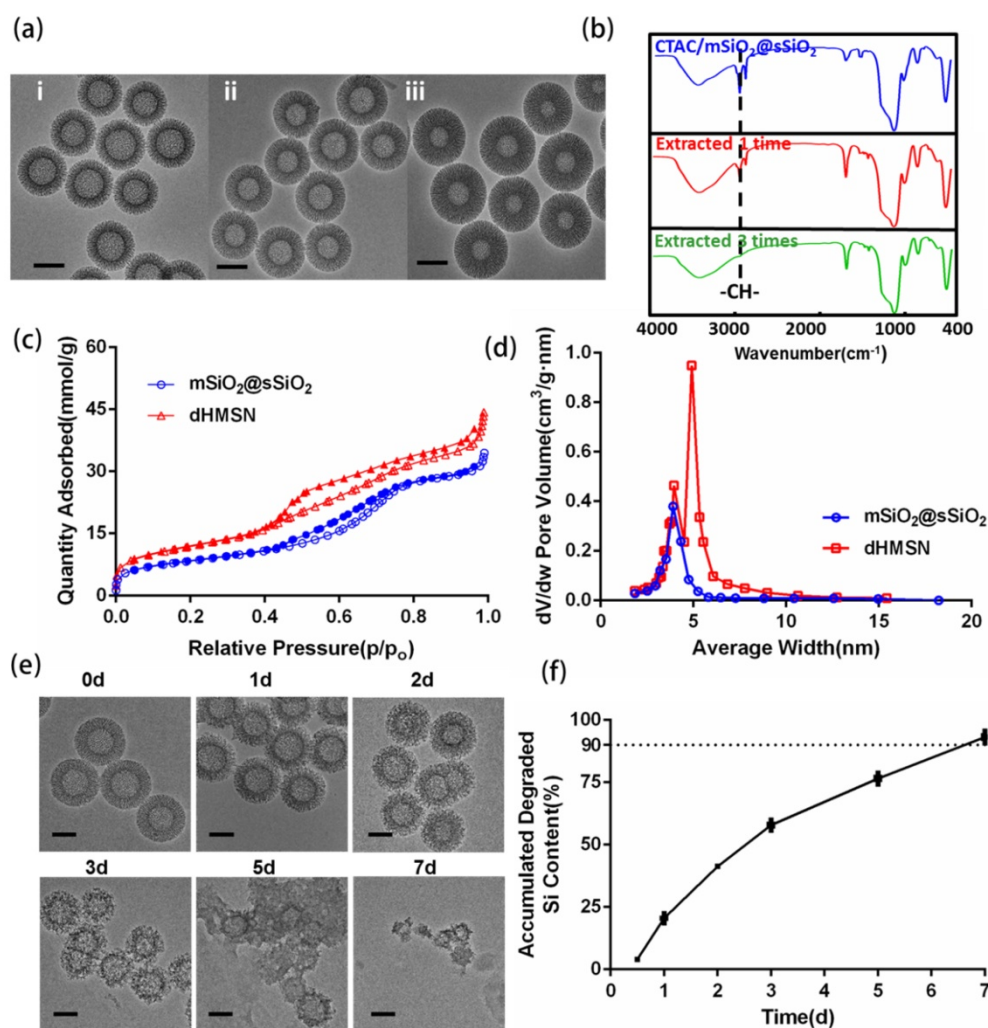 (a)
i
ii
iii
(b)
CTAC/mSiO₂@sSiO₂
Extracted 1 time
Extracted 3 times
-CH-
4000 3000 2000 1000 400
Wavenumber(cm⁻¹)
(c)
Quantity Adsorbed(mmol/g)
60
45
30
15
0
mSiO₂@sSiO₂
dHMSN
0.0 0.2 0.4 0.6 0.8 1.0
Relative Pressure(p/pₒ)
(d)
dV/dw Pore Volume(cm³/g·nm)
1.0
0.8
0.6
0.4
0.2
0.0
mSiO₂@sSiO₂
dHMSN
0 5 10 15 20
Average Width(nm)
(e)
0d 1d 2d
3d 5d 7d
(f)
Accumulated Degraded
Si Content(%)
100
90
75
50
25
0
0 1 2 3 4 5 6 7
Time(d)